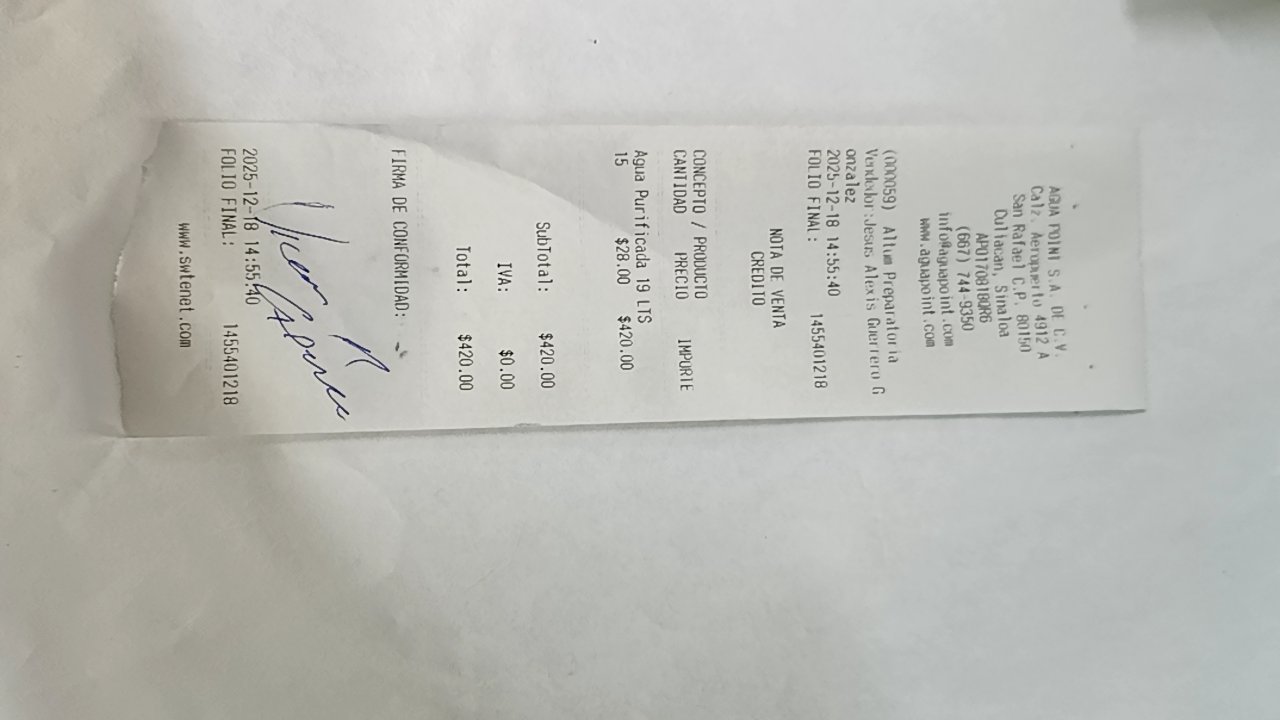 AGUA POINT S.A. DE C.V.
Calz. Aeropuerto 4912 A
San Rafael C.P. 80150
Culiacan, Sinaloa
APO170818QR6
(667) 744-9350
info@aguapoint.com
www.aguapoint.com
(000059) Altum Preparatoria
Vendedor:Jesus Alexis Guerrero G
onzalez
2025-12-18 14:55:40
FOLIO FINAL: 1455401218
NOTA DE VENTA
CREDITO
CONCEPTO / PRODUCTO
CANTIDAD PRECIO IMPORTE
Agua Purificada 19 LTS
15 $28.00 $420.00
SubTotal: $420.00
IVA: $0.00
Total: $420.00
FIRMA DE CONFORMIDAD:
2025-12-18 14:55:40
FOLIO FINAL: 1455401218
www.swtenet.com